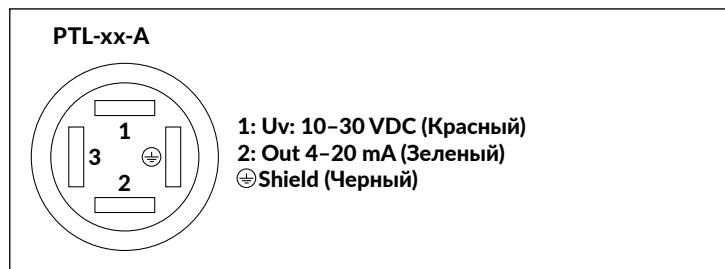 PTL-xx-A
1
3
2
1: Uv: 10–30 VDC (Красный)
2: Out 4–20 mA (Зеленый)
⏚ Shield (Черный)